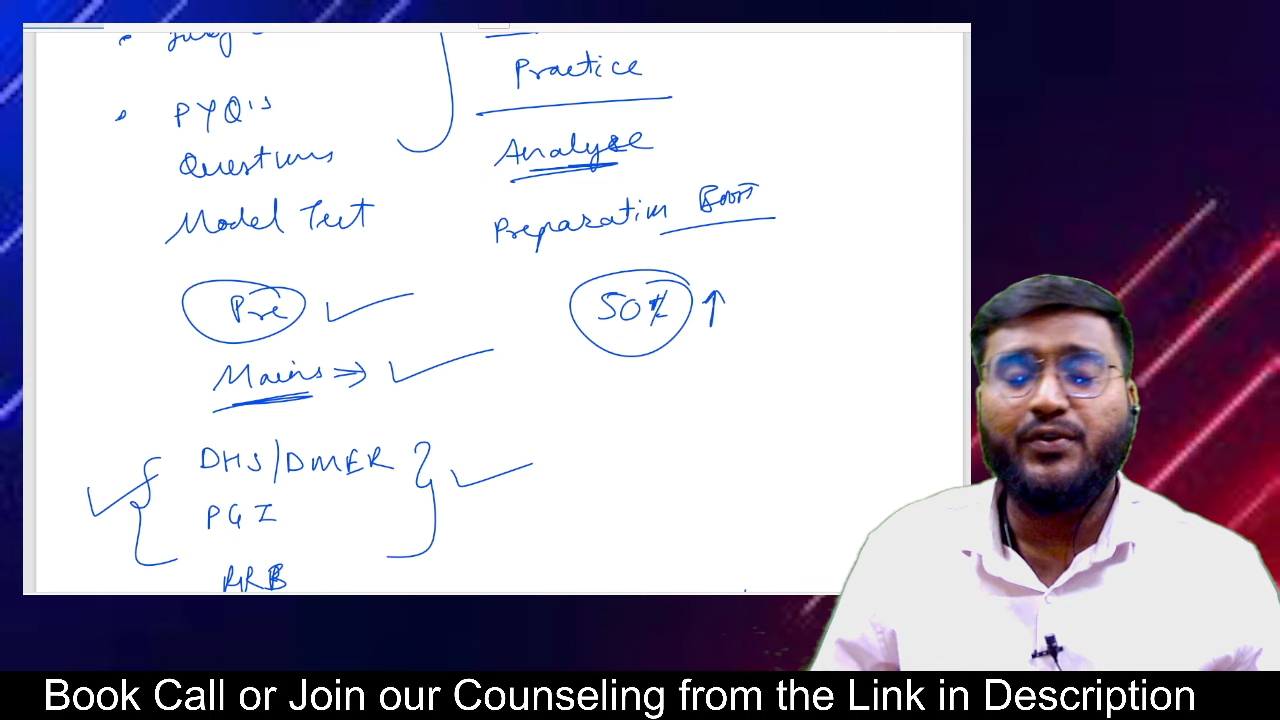 Practice
PYQ's
Questions
Analyse
Model Test
Preparation Boost
Pre
50%
Mains
DHS/DMER
PGI
RRB
Book Call or Join our Counseling from the Link in Description